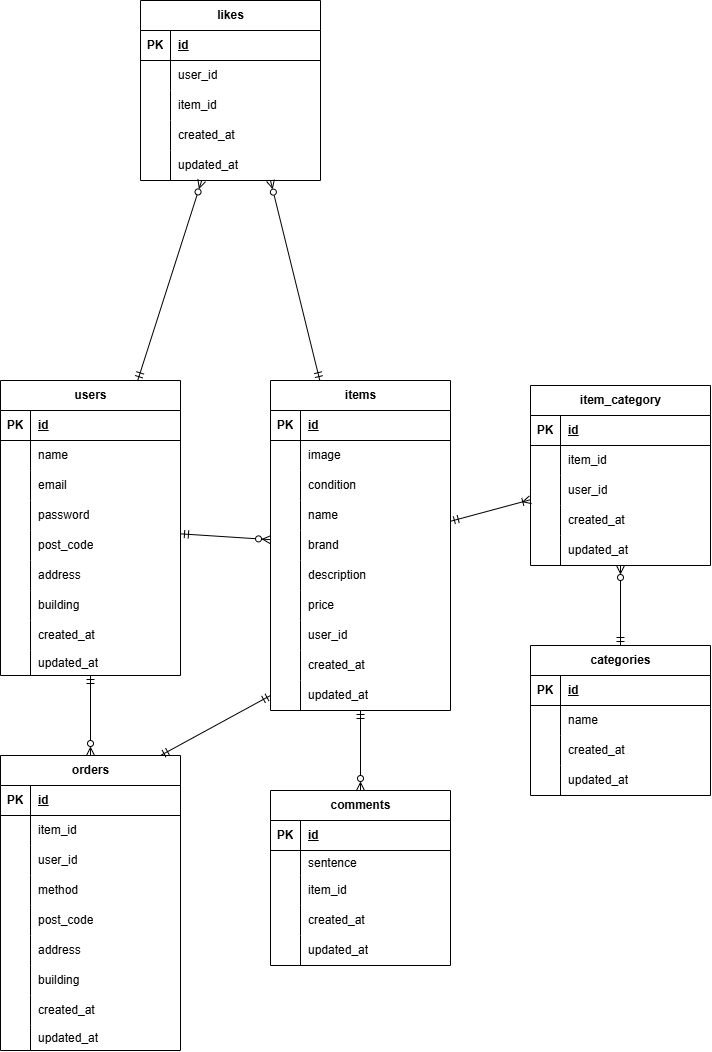 likes
PK id
user_id
item_id
created_at
updated_at
users
PK id
name
email
password
post_code
address
building
created_at
updated_at
items
PK id
image
condition
name
brand
description
price
user_id
created_at
updated_at
item_category
PK id
item_id
user_id
created_at
updated_at
categories
PK id
name
created_at
updated_at
orders
PK id
item_id
user_id
method
post_code
address
building
created_at
updated_at
comments
PK id
sentence
item_id
created_at
updated_at